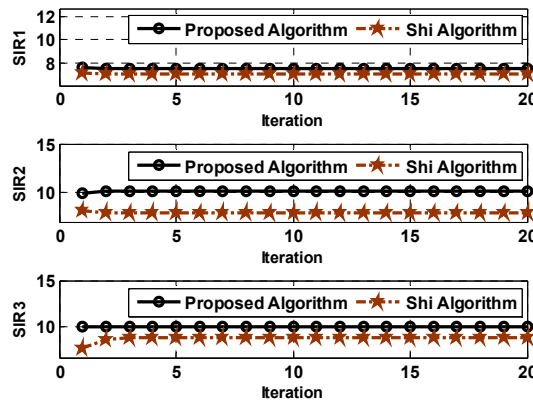 12
Proposed Algorithm Shi Algorithm
SIR1
8
0 5 10 15 20
Iteration
15
Proposed Algorithm Shi Algorithm
SIR2
10
0 5 10 15 20
Iteration
15
Proposed Algorithm Shi Algorithm
SIR3
10
0 5 10 15 20
Iteration